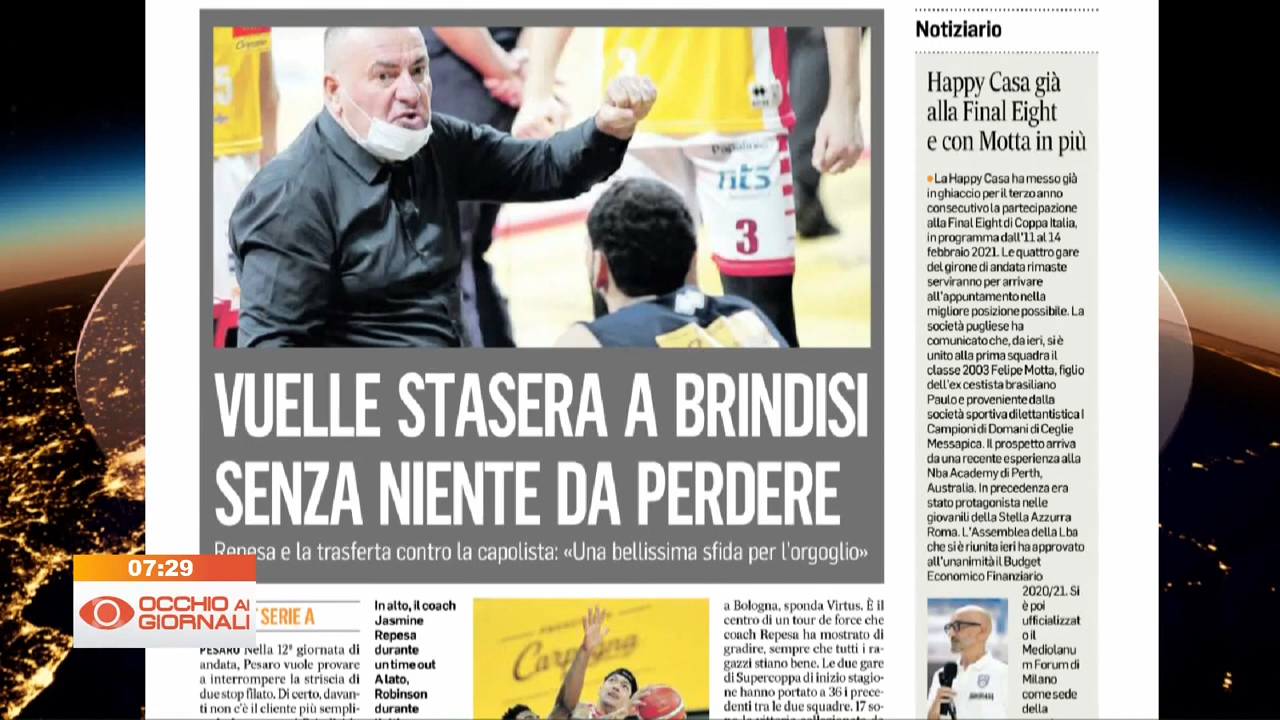 Notiziario
Happy Casa già
alla Final Eight
e con Motta in più
La Happy Casa ha messo già
in ghiaccio per il terzo anno
consecutivo la partecipazione
alla Final Eight di Coppa Italia,
in programma dall'11 al 14
febbraio 2021. Le quattro gare
del girone di andata rimaste
serviranno per arrivare
all'appuntamento nella
migliore posizione possibile. La
società pugliese ha
comunicato che, da ieri, si è
unito alla prima squadra il
classe 2003 Felipe Motta, figlio
dell'ex cestista brasiliano
Paulo e proveniente dalla
società sportiva dilettantistica I
Campioni di Domani di Ceglie
Messapica. Il prospetto arriva
da una recente esperienza alla
Nba Academy di Perth,
Australia. In precedenza era
stato protagonista nelle
giovanili della Stella Azzurra
Roma. L'Assemblea della Lba
che si è riunita ieri ha approvato
all'unanimità il Budget
Economico Finanziario
2020/21. Si
è poi
ufficializzat
o il
Mediolanu
m Forum di
Milano
come sede
della
nts
3
VUELLE STASERA A BRINDISI
SENZA NIENTE DA PERDERE
Repesa e la trasferta contro la capolista: «Una bellissima sfida per l'orgoglio»
07:29
OCCHIO AI
GIORNALI
SERIE A
PESARO Nella 12ª giornata di
andata, Pesaro vuole provare
a interrompere la striscia di
due stop filato. Di certo, davan-
ti non c'è il cliente più sempli-
In alto, il coach
Jasmine
Repesa
durante
un time out
A lato,
Robinson
durante
Carpegna
a Bologna, sponda Virtus. È il
centro di un tour de force che
coach Repesa ha mostrato di
gradire, sempre che tutti i ra-
gazzi stiano bene. Le due gare
di Supercoppa di inizio stagio-
ne hanno portato a 36 i prece-
denti tra le due squadre. 17 so-